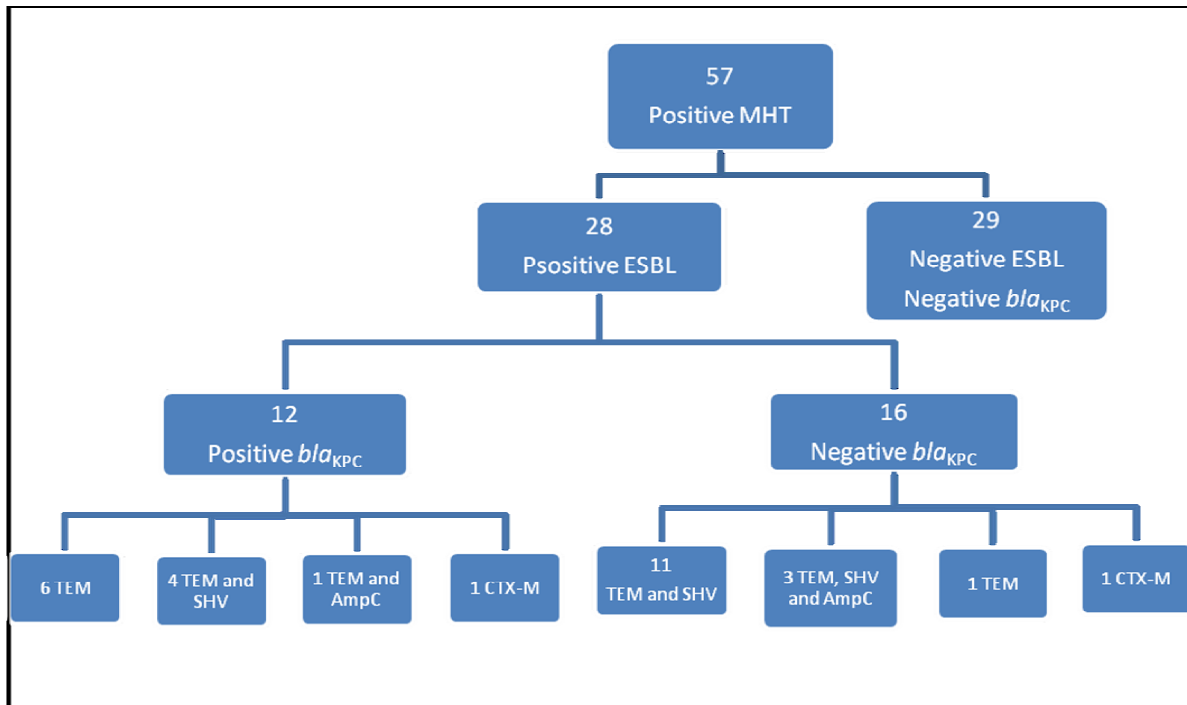 57
Positive MHT
28
Psositive ESBL
29
Negative ESBL
Negative blaKPC
12
Positive blaKPC
16
Negative blaKPC
6 TEM
4 TEM and
SHV
1 TEM and
AmpC
1 CTX-M
11
TEM and SHV
3 TEM, SHV
and AmpC
1 TEM
1 CTX-M